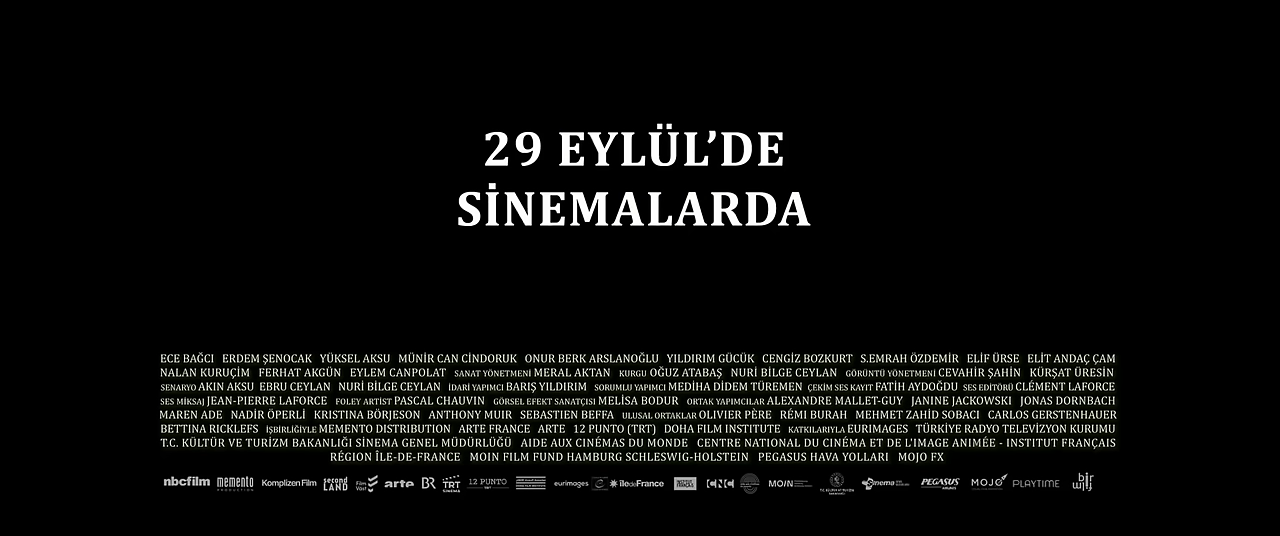 29 EYLÜL’DE
SİNEMALARDA
ECE BAĞCI ERDEM ŞENOCAK YÜKSEL AKSU MÜNİR CAN CİNDORUK ONUR BERK ARSLANOĞLU YILDIRIM GÜCÜK CENGİZ BOZKURT S.EMRAH ÖZDEMİR ELİF ÜRSE ELİT ANDAÇ ÇAM
NALAN KURUÇİM FERHAT AKGÜN EYLEM CANPOLAT SANAT YÖNETMENİ MERAL AKTAN KURGU OĞUZ ATABAŞ NURİ BİLGE CEYLAN GÖRÜNTÜ YÖNETMENİ CEVAHİR ŞAHİN KÜRŞAT ÜRESİN
SENARYO AKIN AKSU EBRU CEYLAN NURİ BİLGE CEYLAN İDARİ YAPIMCI BARIŞ YILDIRIM SORUMLU YAPIMCI MEDİHA DİDEM TÜREMEN ÇEKİM SES KAYIT FATİH AYDOĞDU SES EDİTÖRÜ CLÉMENT LAFORCE
SES MİKSAJ JEAN-PIERRE LAFORCE FOLEY ARTIST PASCAL CHAUVIN GÖRSEL EFEKT SANATÇISI MELİSA BODUR ORTAK YAPIMCILAR ALEXANDRE MALLET-GUY JANINE JACKOWSKI JONAS DORNBACH
MAREN ADE NADİR ÖPERLİ KRISTINA BÖRJESON ANTHONY MUIR SEBASTIEN BEFFA ULUSAL ORTAKLAR OLIVIER PÈRE RÉMI BURAH MEHMET ZAHİD SOBACI CARLOS GERSTENHAUER
BETTINA RICKLEFS İŞBİRLİĞİYLE MEMENTO DISTRIBUTION ARTE FRANCE ARTE 12 PUNTO (TRT) DOHA FILM INSTITUTE KATKILARIYLA EURIMAGES TÜRKİYE RADYO TELEVİZYON KURUMU
T.C. KÜLTÜR VE TURİZM BAKANLIĞI SİNEMA GENEL MÜDÜRLÜĞÜ AIDE AUX CINÉMAS DU MONDE CENTRE NATIONAL DU CINÉMA ET DE L'IMAGE ANIMÉE - INSTITUT FRANÇAIS
RÉGION ÎLE-DE-FRANCE MOIN FILM FUND HAMBURG SCHLESWIG-HOLSTEIN PEGASUS HAVA YOLLARI MOJO FX
nbcfilm memento PRODUCTION Komplizen Film second LAND Film i Väst arte BR TRT SİNEMA 12 PUNTO eurimages îledeFrance CNC MOIN sinema PEGASUS MOJO PLAYTIME